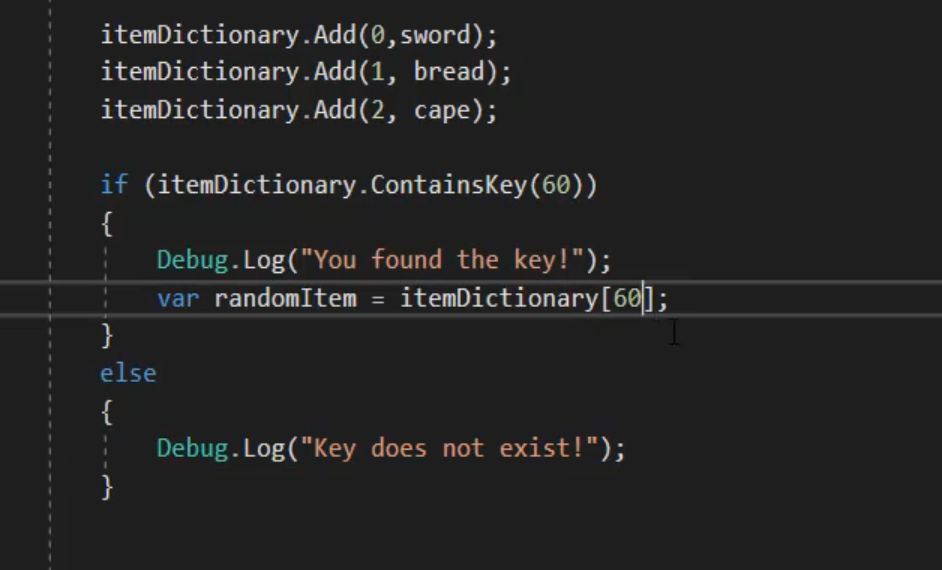 itemDictionary.Add(0,sword);
itemDictionary.Add(1, bread);
itemDictionary.Add(2, cape);
if (itemDictionary.ContainsKey(60))
{
Debug.Log("You found the key!");
var randomItem = itemDictionary[60];
}
else
{
Debug.Log("Key does not exist!");
}